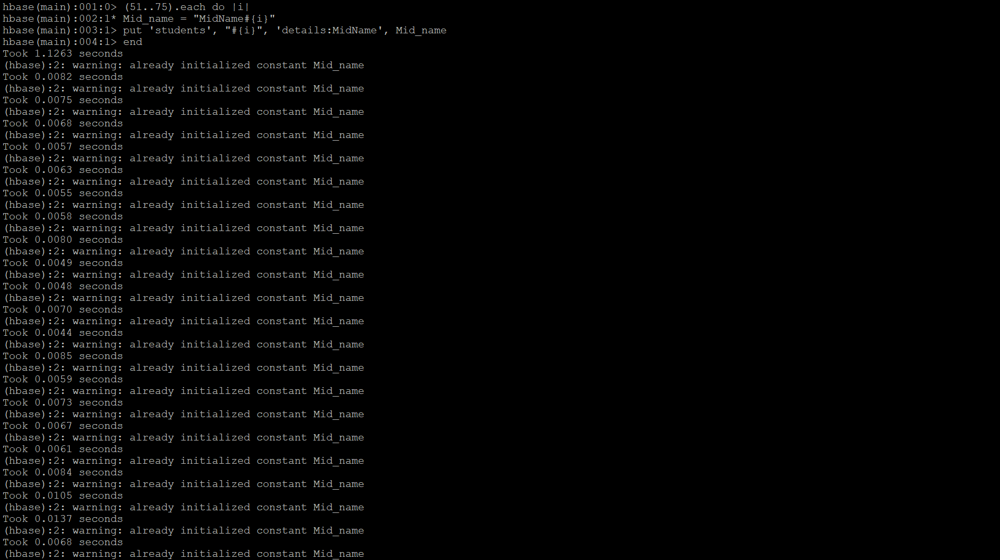 hbase(main):001:0> (51..75).each do |i|
hbase(main):002:1* Mid_name = "MidName#{i}"
hbase(main):003:1> put 'students', "#{i}", 'details:MidName', Mid_name
hbase(main):004:1> end
Took 1.1263 seconds
(hbase):2: warning: already initialized constant Mid_name
Took 0.0082 seconds
(hbase):2: warning: already initialized constant Mid_name
Took 0.0075 seconds
(hbase):2: warning: already initialized constant Mid_name
Took 0.0068 seconds
(hbase):2: warning: already initialized constant Mid_name
Took 0.0057 seconds
(hbase):2: warning: already initialized constant Mid_name
Took 0.0063 seconds
(hbase):2: warning: already initialized constant Mid_name
Took 0.0055 seconds
(hbase):2: warning: already initialized constant Mid_name
Took 0.0058 seconds
(hbase):2: warning: already initialized constant Mid_name
Took 0.0080 seconds
(hbase):2: warning: already initialized constant Mid_name
Took 0.0049 seconds
(hbase):2: warning: already initialized constant Mid_name
Took 0.0048 seconds
(hbase):2: warning: already initialized constant Mid_name
Took 0.0070 seconds
(hbase):2: warning: already initialized constant Mid_name
Took 0.0044 seconds
(hbase):2: warning: already initialized constant Mid_name
Took 0.0085 seconds
(hbase):2: warning: already initialized constant Mid_name
Took 0.0059 seconds
(hbase):2: warning: already initialized constant Mid_name
Took 0.0073 seconds
(hbase):2: warning: already initialized constant Mid_name
Took 0.0067 seconds
(hbase):2: warning: already initialized constant Mid_name
Took 0.0061 seconds
(hbase):2: warning: already initialized constant Mid_name
Took 0.0084 seconds
(hbase):2: warning: already initialized constant Mid_name
Took 0.0105 seconds
(hbase):2: warning: already initialized constant Mid_name
Took 0.0137 seconds
(hbase):2: warning: already initialized constant Mid_name
Took 0.0068 seconds
(hbase):2: warning: already initialized constant Mid_name